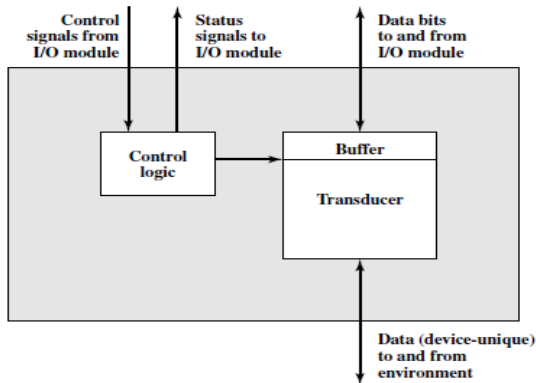 Control
signals from
I/O module
Status
signals to
I/O module
Data bits
to and from
I/O module
Control
logic
Buffer
Transducer
Data (device-unique)
to and from
environment